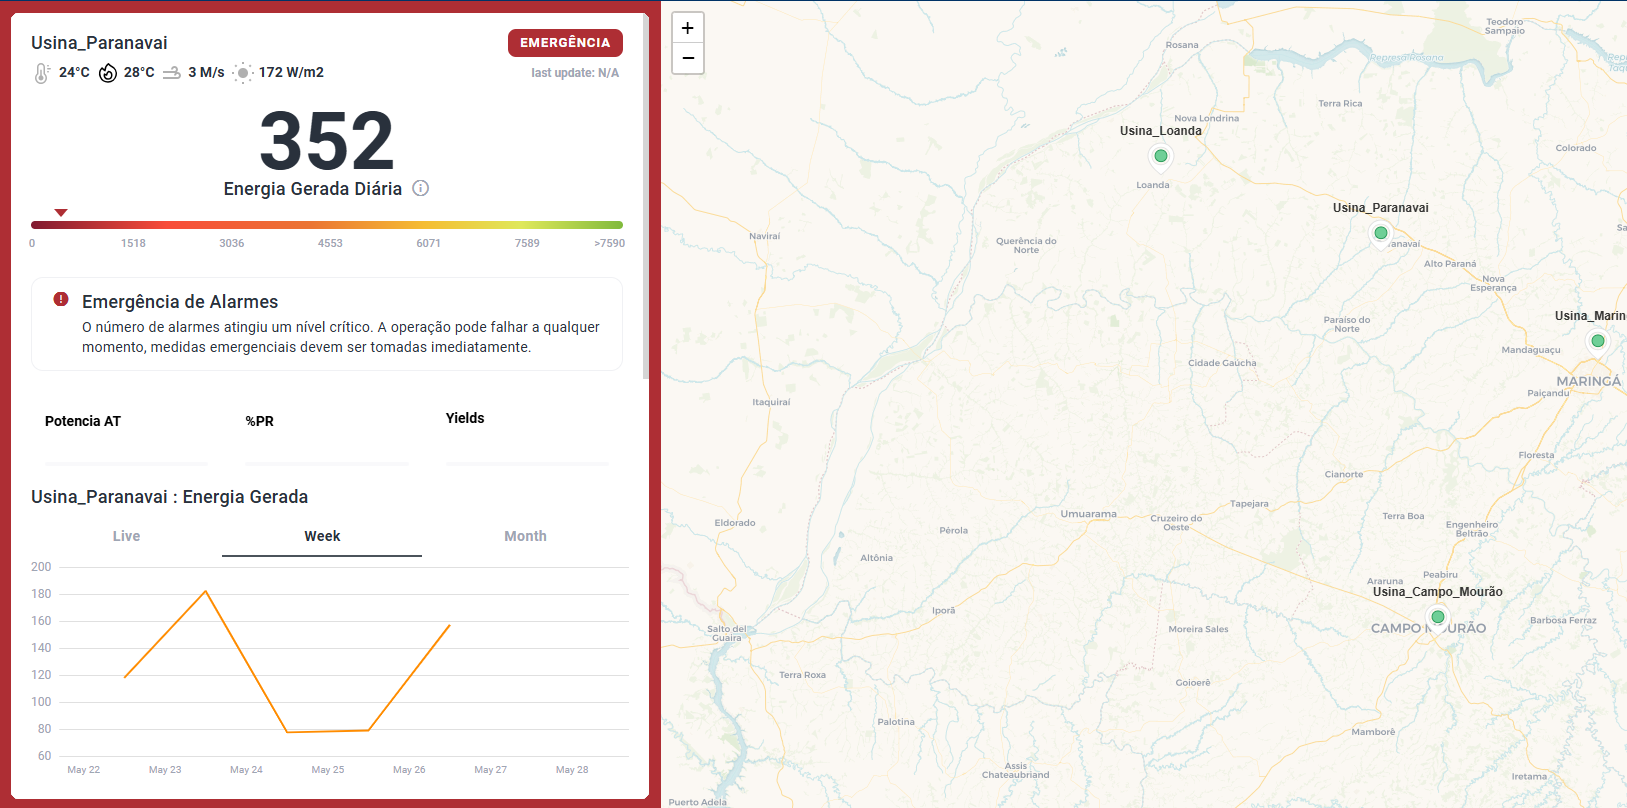 Usina_Paranavai
EMERGÊNCIA
24°C 28°C 3 M/s 172 W/m2
last update: N/A
352
Energia Gerada Diária
0 1518 3036 4553 6071 7589 >7590
Emergência de Alarmes
O número de alarmes atingiu um nível crítico. A operação pode falhar a qualquer
momento, medidas emergenciais devem ser tomadas imediatamente.
Potencia AT
%PR
Yields
Usina_Paranavai : Energia Gerada
Live Week Month
200
180
160
140
120
100
80
60
May 22 May 23 May 24 May 25 May 26 May 27 May 28
+
−
Teodoro
Sampaio
Rosana
Represa Rosana
Terra Rica
Nova Londrina
Usina_Loanda
Loanda
Colorado
Usina_Paranavai
anavaí
Naviraí
Querência do
Norte
Alto Paraná
Nova
Esperança
Usina_Marin
Paraíso do
Norte
Mandaguaçu
Cidade Gaúcha
MARINGÁ
Paiçandu
Itaquiraí
Floresta
Cianorte
Tapejara
Umuarama
Cruzeiro do
Oeste
Terra Boa
Engenheiro
Beltrão
Eldorado
Pérola
Altônia
Peabiru
Araruna
Usina_Campo_Mourão
CAMPO MOURÃO
Barbosa Ferraz
Iporã
Salto del
Guaira
Moreira Sales
Terra Roxa
Goioerê
Palotina
Mamborê
Assis
Chateaubriand
Iretama
Puerto Adela